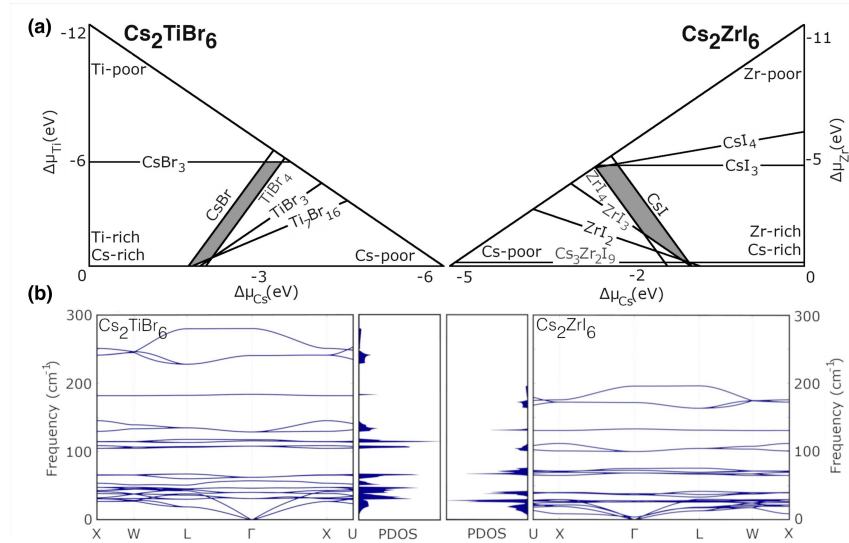 (a)
Cs2TiBr6
Cs2ZrI6
-12
-11
Ti-poor
Zr-poor
ΔμTi(eV)
ΔμZr(eV)
-6
CsBr3
CsI4
-5
CsI3
CsBr
TiBr4
TiBr3
Ti7Br16
ZrI4
ZrI3
CsI
ZrI2
Ti-rich
Cs-rich
Cs-poor
Cs-poor
Cs3Zr2I9
Zr-rich
Cs-rich
0
-3
-6
-5
-2
0
ΔμCs(eV)
ΔμCs(eV)
(b)
300
Cs2TiBr6
Cs2ZrI6
300
200
200
100
100
0
0
Frequency (cm-1)
Frequency (cm-1)
X W L Γ X U PDOS
PDOS U X Γ L W X